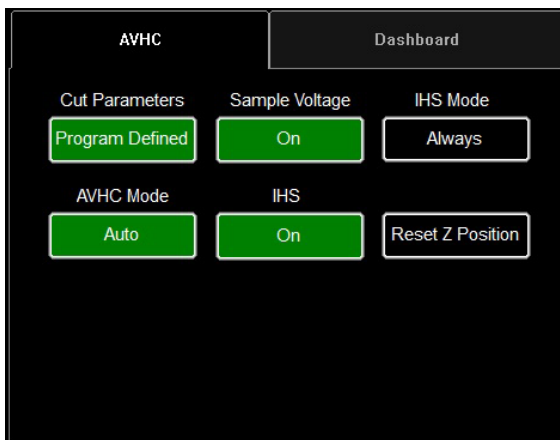 AVHC Dashboard
Cut Parameters Sample Voltage IHS Mode
Program Defined On Always
AVHC Mode IHS
Auto On Reset Z Position